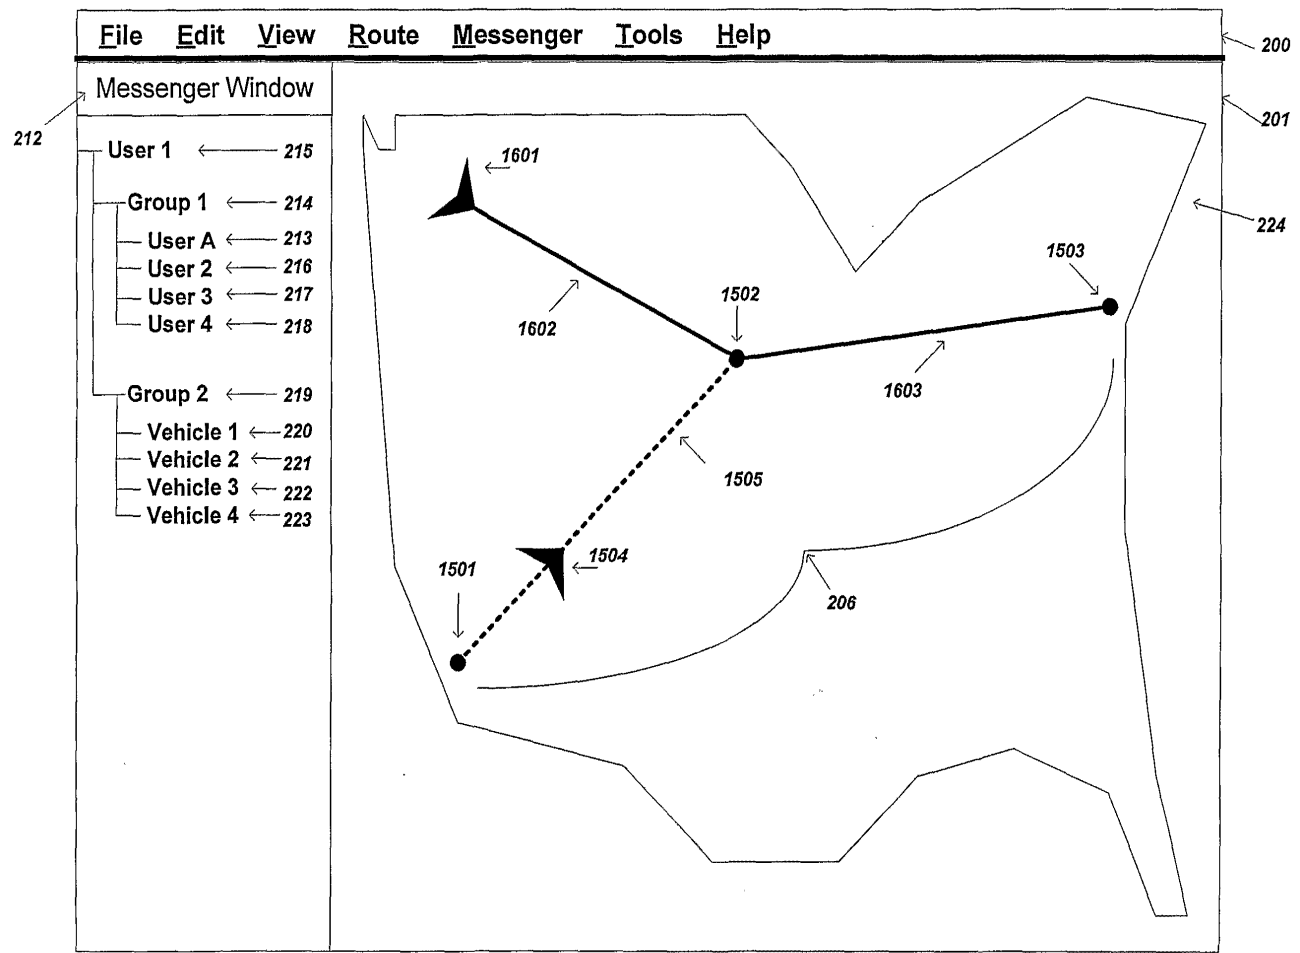 File Edit View Route Messenger Tools Help
200
Messenger Window
201
212
User 1 215
1601
Group 1 214
224
User A 213
1503
User 2 216
1502
User 3 217
1602
User 4 218
1603
Group 2 219
Vehicle 1 220
Vehicle 2 221
1505
Vehicle 3 222
Vehicle 4 223
1504
1501
206